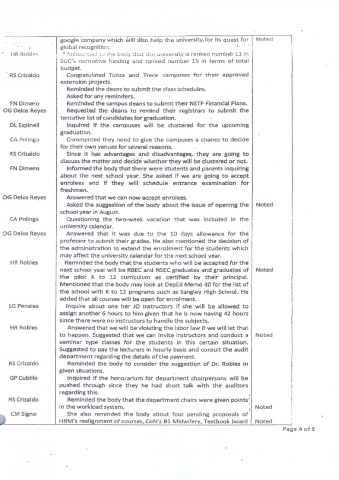 google company which will also help the university for its quest for Noted
global recognition.
HR Robles Announced to the body that the university is ranked number 11 in
SUC's normative funding and ranked number 15 in terms of total
budget.
RS Crizaldo Congratulated Tanza and Trece campuses for their approved
extension projects.
Reminded the deans to submit the class schedules.
Asked for any reminders.
FN Dimero Reminded the campus deans to submit their NSTP Financial Plans.
OG Delos Reyes Requested the deans to remind their registrars to submit the
tentative list of candidates for graduation.
DL Espineli Inquired if the campuses will be clustered for the upcoming
graduation.
CA Polinga Commented they need to give the campuses a chance to decide
for their own venues for several reasons.
RS Crizaldo Since it has advantages and disadvantages, they are going to
discuss the matter and decide whether they will be clustered or not.
FN Dimero Informed the body that there were students and parents inquiring
about the next school year. She asked if we are going to accept
enrolees and if they will schedule entrance examination for
freshmen.
OG Delos Reyes Answered that we can now accept enrolees.
Asked the suggestion of the body about the issue of opening the Noted
school year in August.
CA Polinga Questioning the two-week vacation that was included in the
university calendar.
OG Delos Reyes Answered that it was due to the 10 days allowance for the
professor to submit their grades. He also mentioned the decision of
the administration to extend the enrolment for the students which
may affect the university calendar for the next school year.
HR Robles Reminded the body that the students who will be accepted for the
next school year will be RBEC and NSEC graduates and graduates of Noted
the pilot K to 12 curriculum as certified by their principal.
Mentioned that the body may look at DepEd Memo 40 for the list of
the school with K to 12 programs such as Sangley High School. He
added that all courses will be open for enrolment.
LG Penales Inquire about one her JO instructors if she will be allowed to
assign another 6 hours to him given that he is now having 42 hours
since there were no instructors to handle the subjects.
HR Robles Answered that we will be violating the labor law if we will let that
to happen. Suggested that we can invite instructors and conduct a Noted
seminar type classes for the students in this certain situation.
Suggested to pay the lecturers in hourly basis and consult the audit
department regarding the details of the payment.
RS Crizaldo Reminded the body to consider the suggestion of Dr. Robles in
given situations.
GP Cubillo Inquired if the honorarium for department chairpersons will be
pushed through since they he had short talk with the auditors
regarding this.
RS Crizaldo Reminded the body that the department chairs were given points
in the workload system. Noted
CM Signo She also reminded the body about four pending proposals of
HRM's realignment of courses, CoN's BS Midwifery, Textbook board Noted
Page 4 of 5